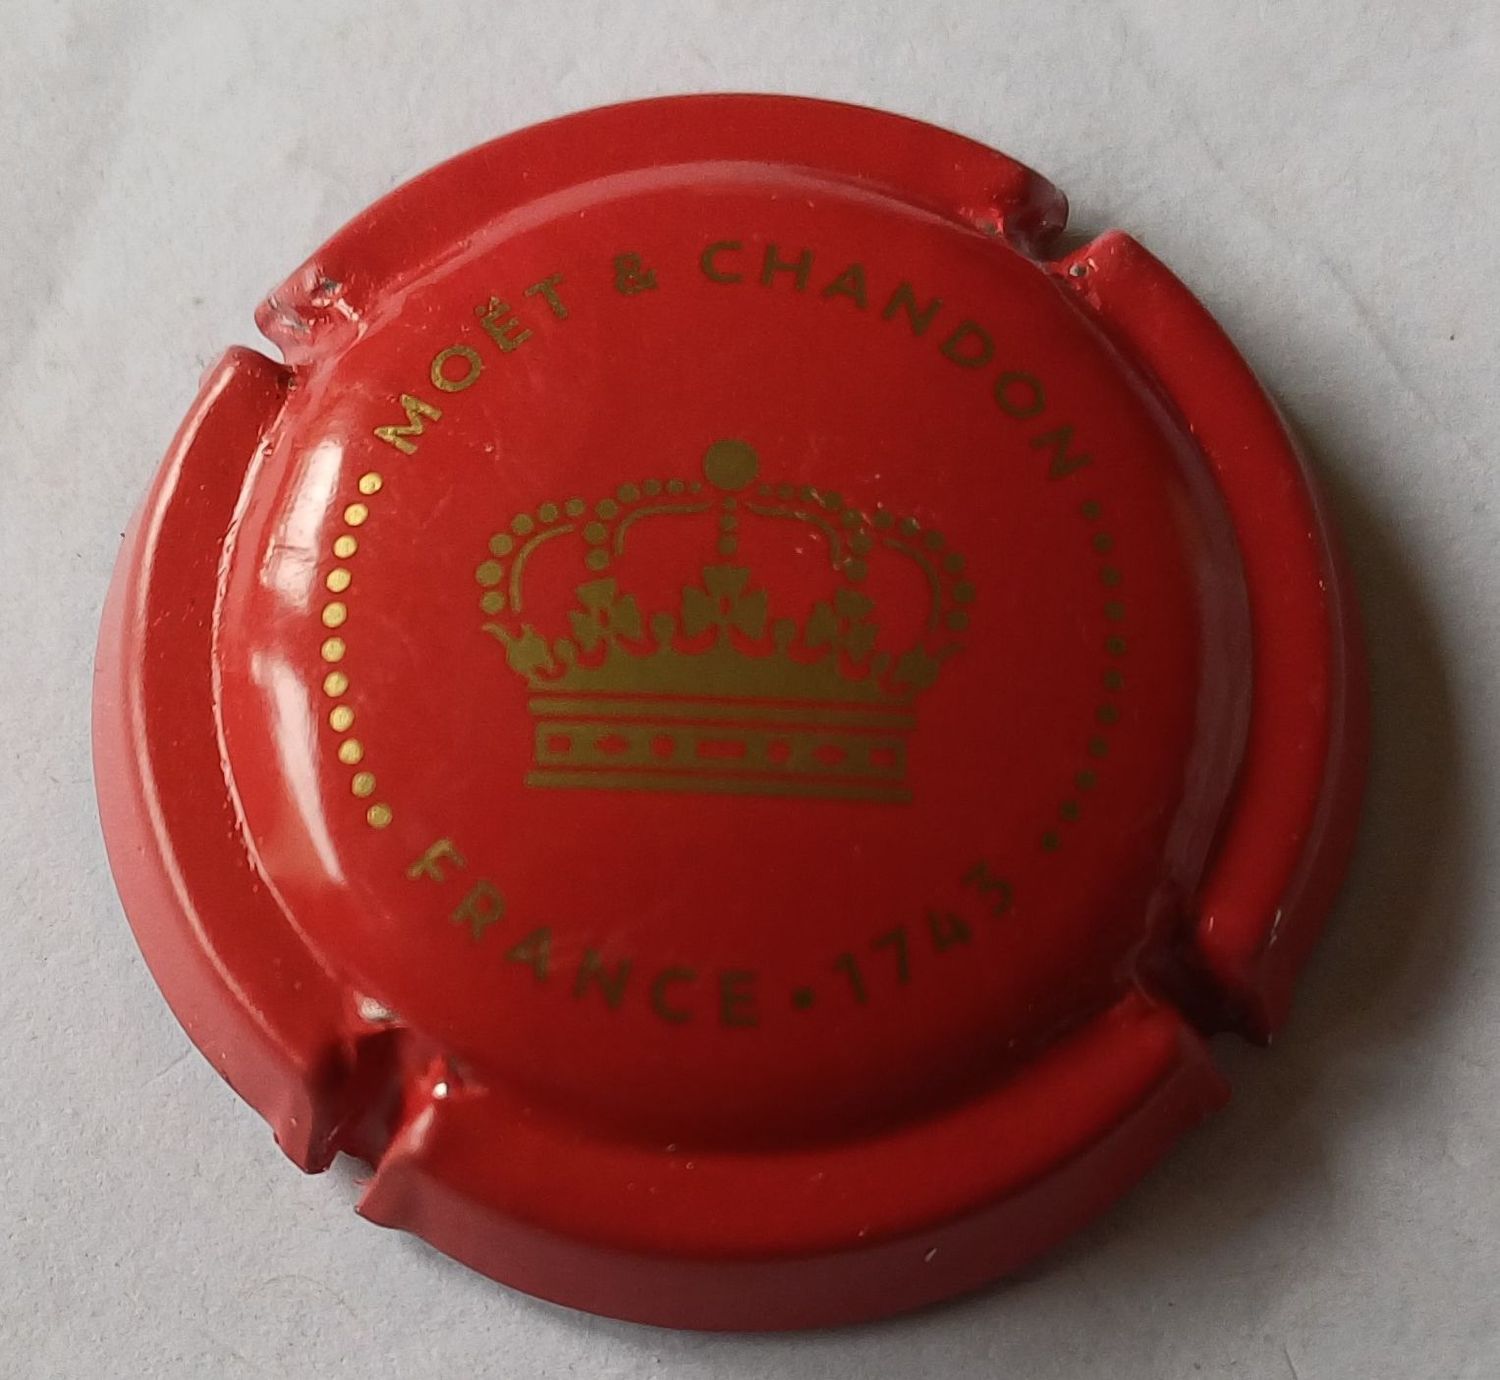 MOËT & CHANDON
FRANCE • 1743